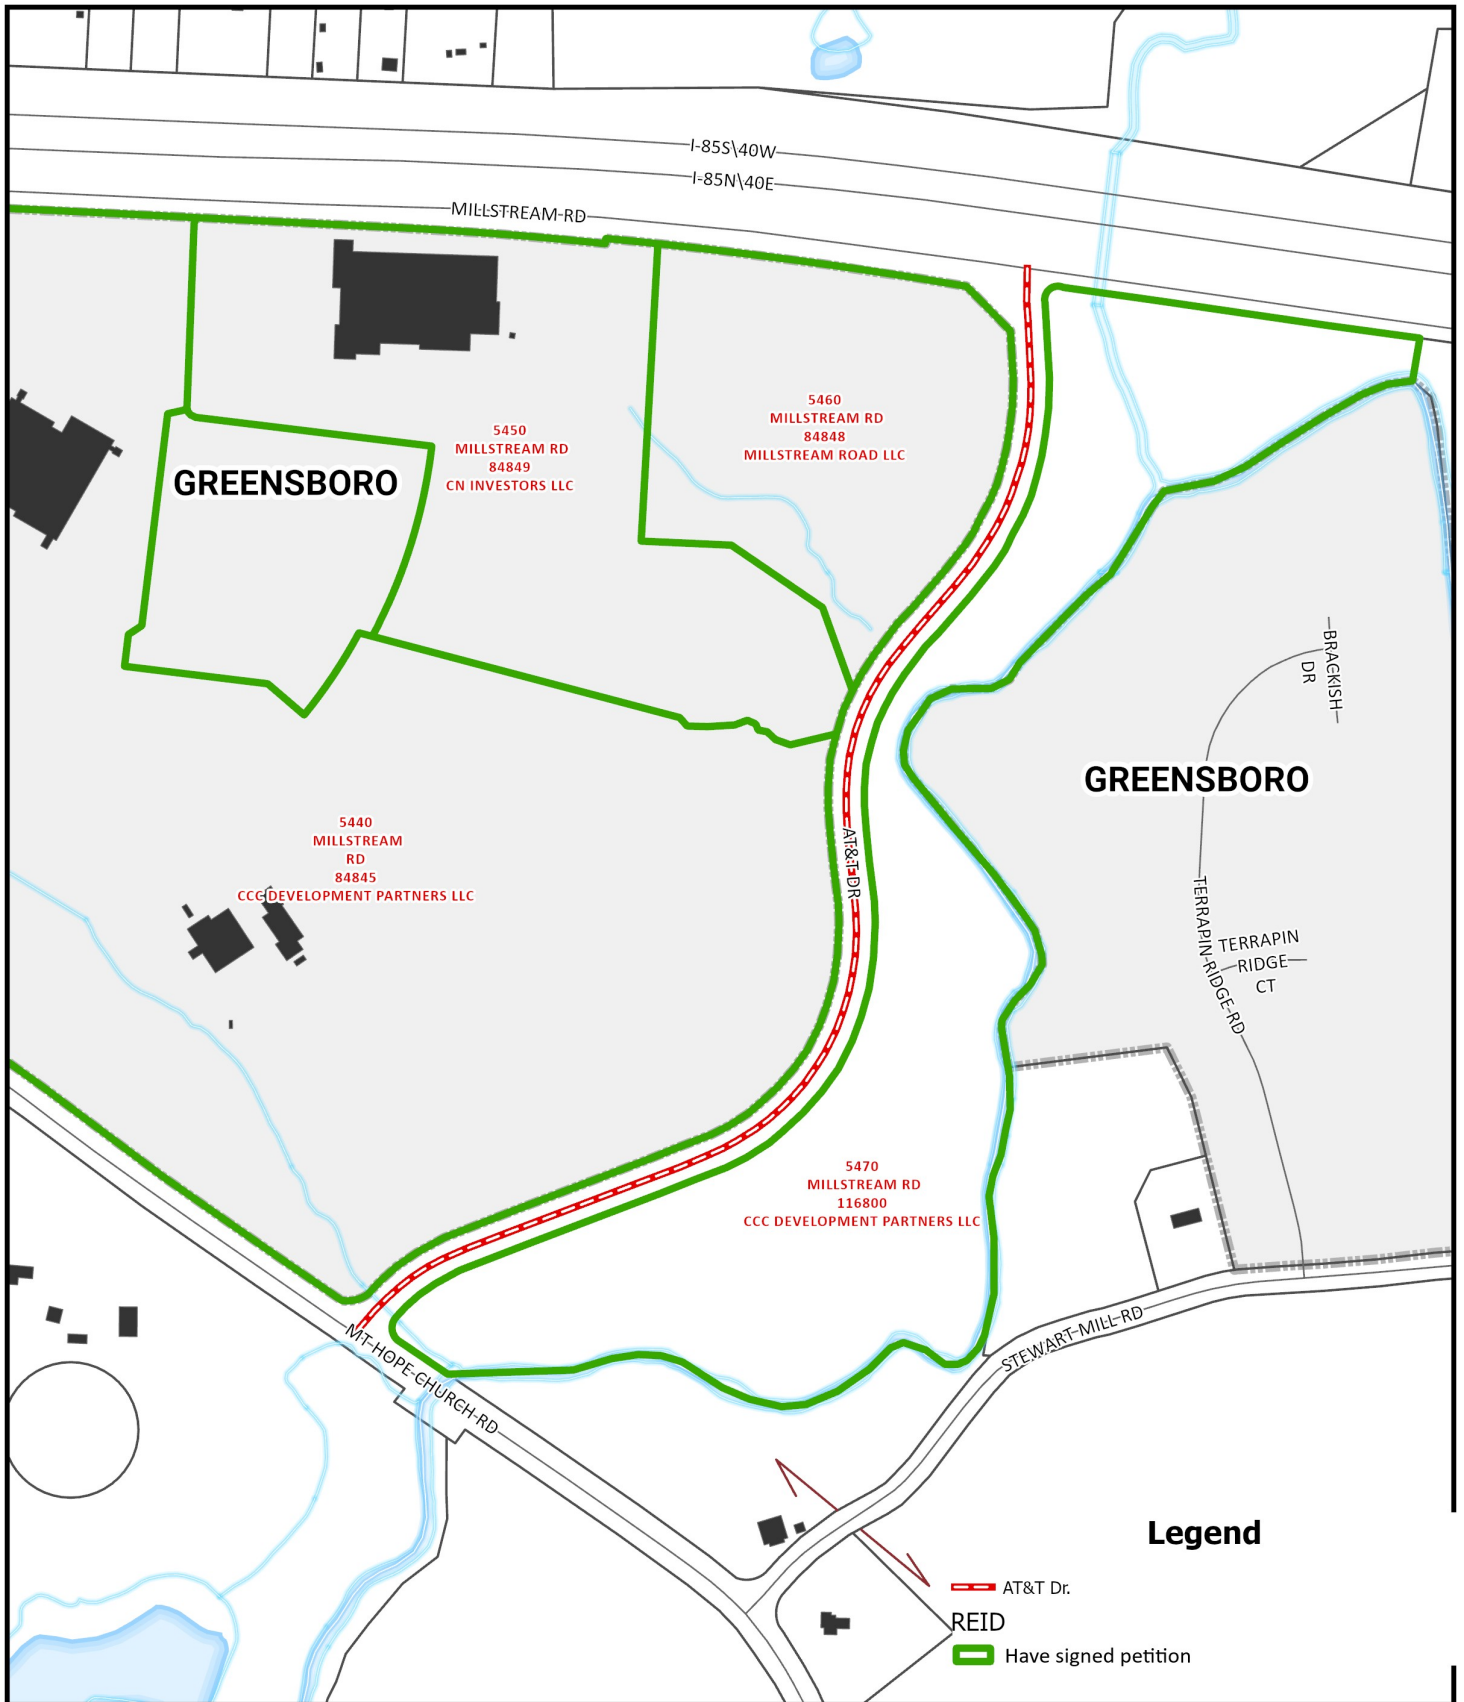 I-85S\40W
I-85N\40E
MILLSTREAM-RD
5460
MILLSTREAM RD
84848
MILLSTREAM ROAD LLC
5450
MILLSTREAM RD
84849
CN INVESTORS LLC
GREENSBORO
BRACKISH
DR
GREENSBORO
5440
MILLSTREAM
RD
84845
CCC DEVELOPMENT PARTNERS LLC
AT&T-DR
TERRAPIN-RIDGE-RD
TERRAPIN
RIDGE
CT
5470
MILLSTREAM RD
116800
CCC DEVELOPMENT PARTNERS LLC
MT-HOPE-CHURCH-RD
STEWART-MILL-RD
Legend
AT&T Dr.
REID
Have signed petition